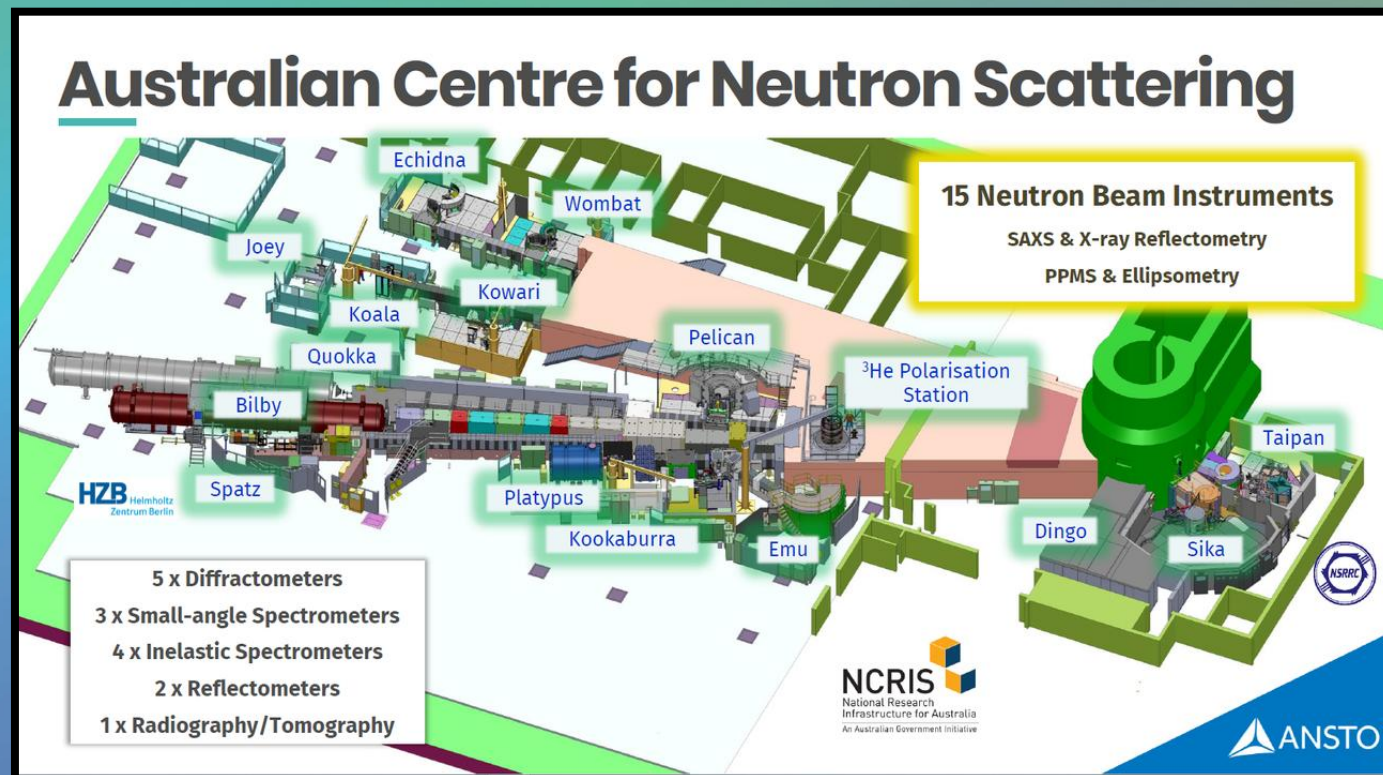 Australian Centre for Neutron Scattering
Echidna
Wombat
15 Neutron Beam Instruments
SAXS & X-ray Reflectometry
PPMS & Ellipsometry
Joey
Koala
Kowari
Quokka
Pelican
³He Polarisation
Station
Bilby
Taipan
HZB Helmholtz
Zentrum Berlin
Spatz
Platypus
Kookaburra
Emu
Dingo
Sika
NSRRC
5 x Diffractometers
3 x Small-angle Spectrometers
4 x Inelastic Spectrometers
2 x Reflectometers
1 x Radiography/Tomography
NCRIS
National Research
Infrastructure for Australia
An Australian Government Initiative
ANSTO